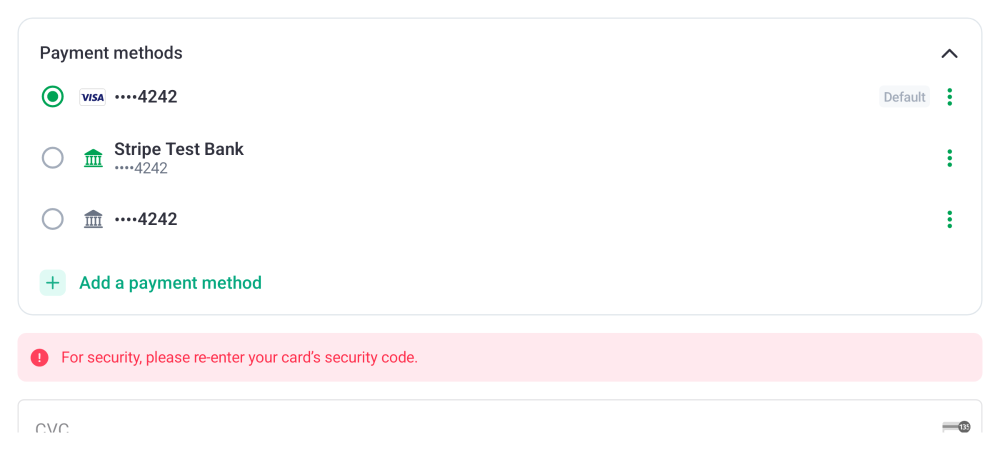 Payment methods
VISA ••••4242 Default
Stripe Test Bank
••••4242
••••4242
Add a payment method
For security, please re-enter your card’s security code.
CVC
135